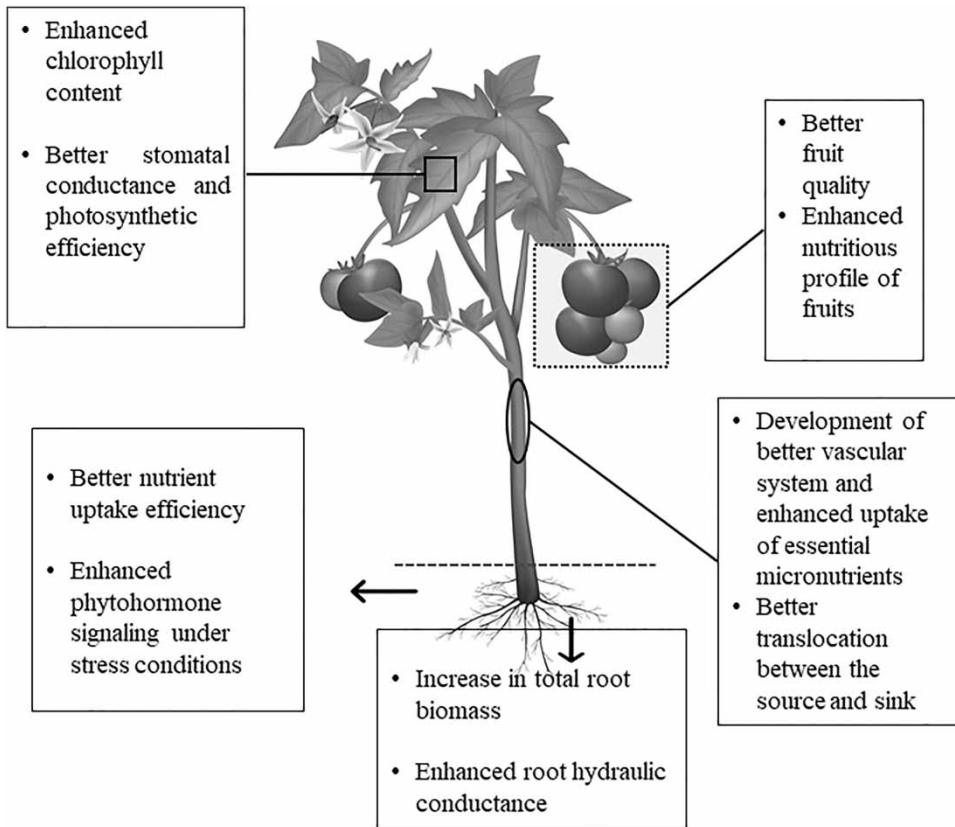 • Enhanced
chlorophyll
content
• Better stomatal
conductance and
photosynthetic
efficiency
• Better
fruit
quality
• Enhanced
nutritious
profile of
fruits
• Better nutrient
uptake efficiency
• Enhanced
phytohormone
signaling under
stress conditions
• Development of
better vascular
system and
enhanced uptake
of essential
micronutrients
• Better
translocation
between the
source and sink
• Increase in total root
biomass
• Enhanced root hydraulic
conductance